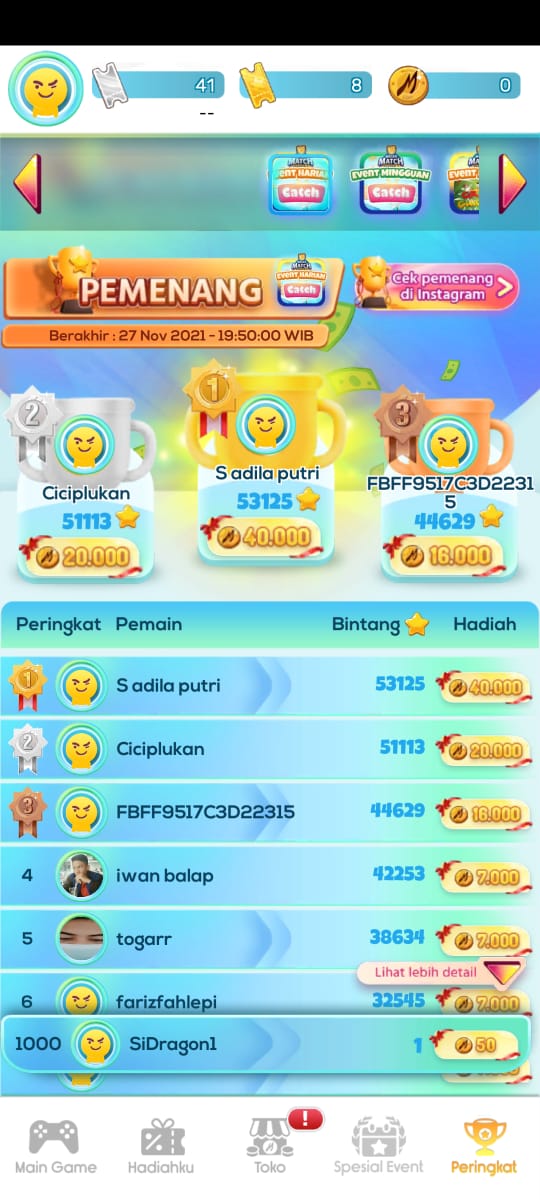 41
8
0
--
MATCH
EVENT HARIAN
Catch
MATCH
EVENT MINGGUAN
Catch
MATCH
EVENT
PEMENANG
MATCH
EVENT HARIAN
Catch
Cek pemenang
di Instagram
Berakhir : 27 Nov 2021 - 19:50:00 WIB
2
Ciciplukan
51113
20.000
1
S adila putri
53125
40.000
3
FBFF9517C3D2231
5
44629
16.000
Peringkat Pemain Bintang Hadiah
1 S adila putri 53125 40.000
2 Ciciplukan 51113 20.000
3 FBFF9517C3D22315 44629 16.000
4 iwan balap 42253 7.000
5 togarr 38634 7.000
Lihat lebih detail
6 farizfahlepi 32545 7.000
1000 SiDragon1 1 50
Main Game
Hadiahku
!
Toko
Spesial Event
Peringkat